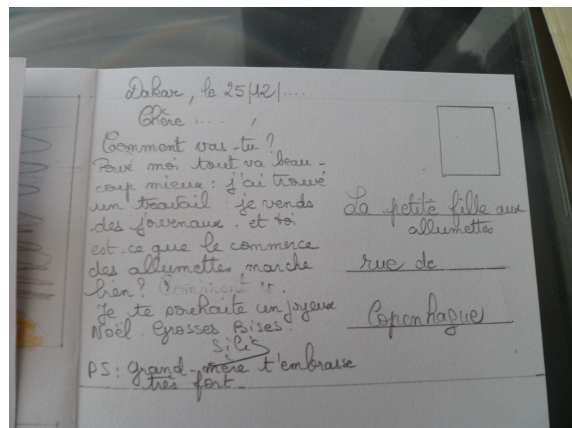 Dakar, le 25/12/....
Chère .... ,
Comment vas-tu?
Pour moi tout va beau-
coup mieux: j'ai trouvé
un travail: je vends
des journaux. et toi
est-ce que le commerce
des allumettes marche
bien?
Je te souhaite un joyeux
Noël. Grosses Bises.
PS: Grand-mère t'embrasse
très fort.
La petite fille aux
allumettes
rue de
Copenhague